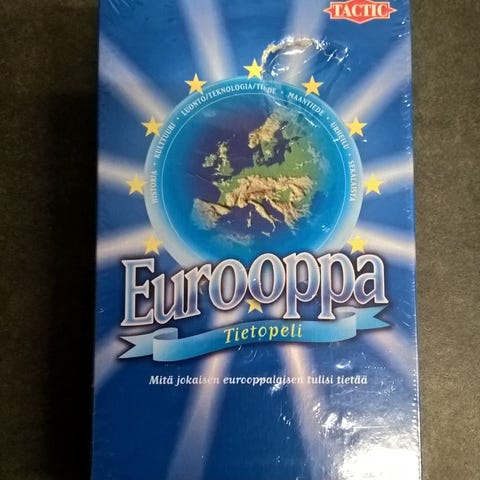 TACTIC
HISTORIA • KULTTUURI • LUONTO/TEKNOLOGIA/TIEDE • MAANTIEDE • URHEILU • SEKALAISTA
Eurooppa
Tietopeli
Mitä jokaisen eurooppalaisen tulisi tietää